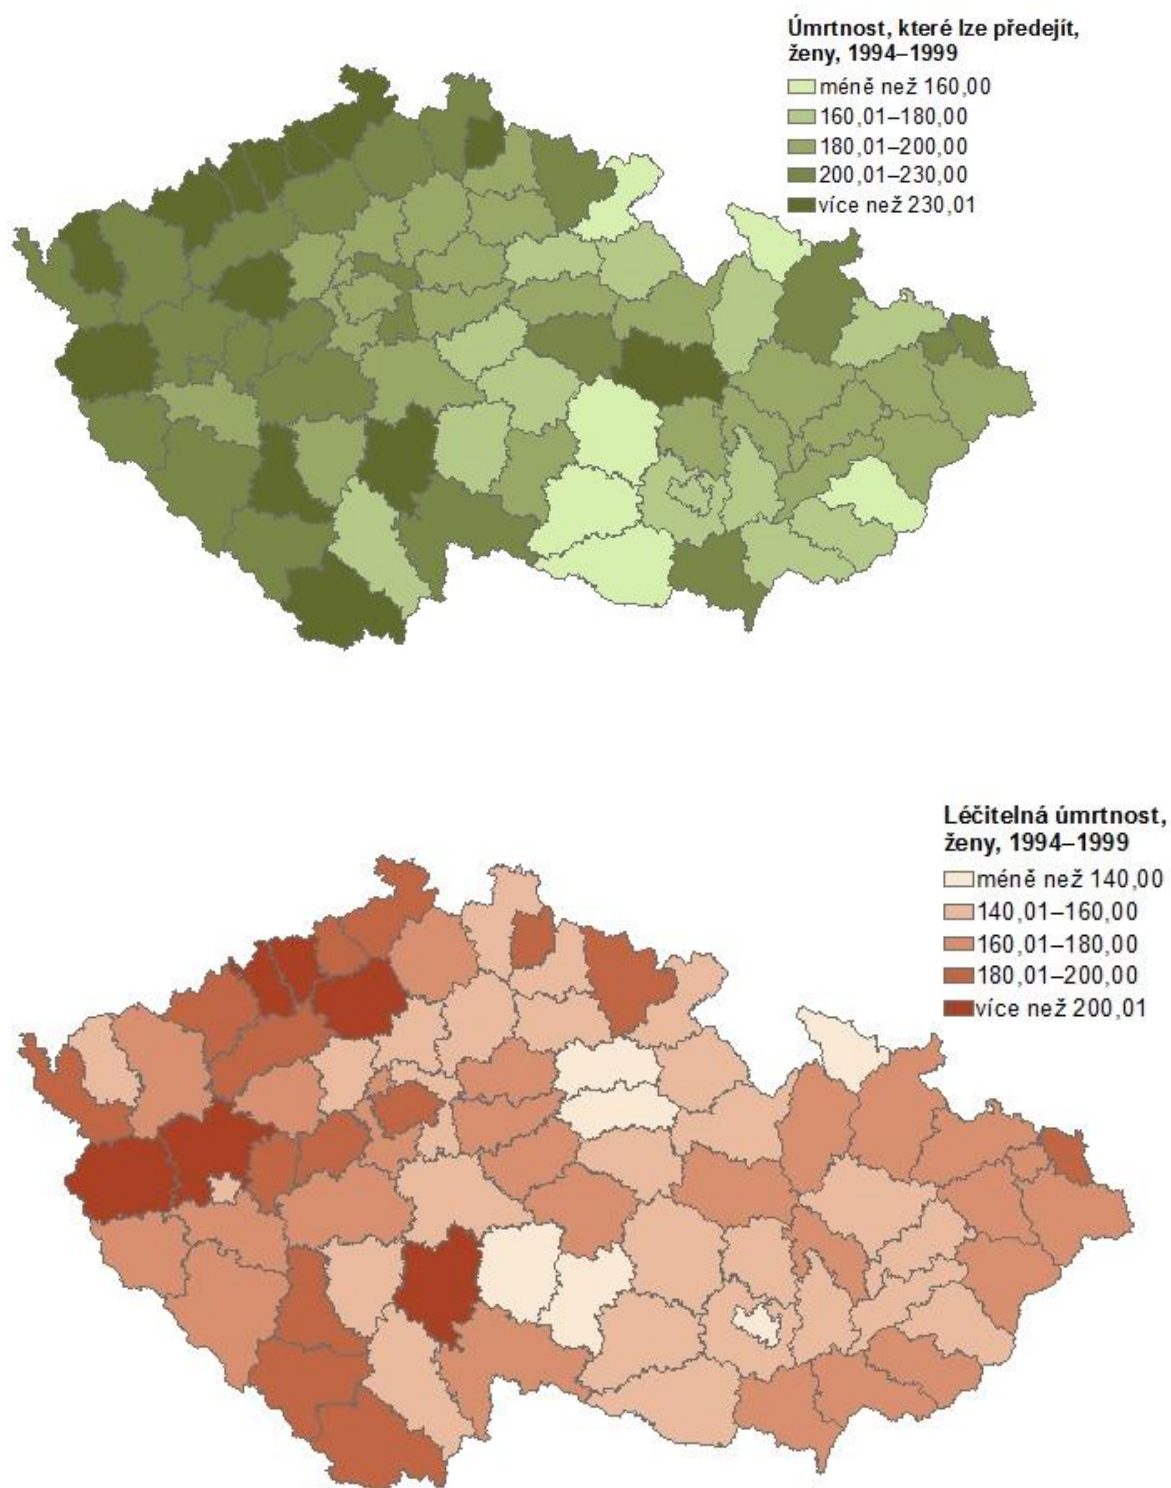 Úmrtnost, které lze předejít,
ženy, 1994–1999
méně než 160,00
160,01–180,00
180,01–200,00
200,01–230,00
více než 230,01
Léčitelná úmrtnost,
ženy, 1994–1999
méně než 140,00
140,01–160,00
160,01–180,00
180,01–200,00
více než 200,01